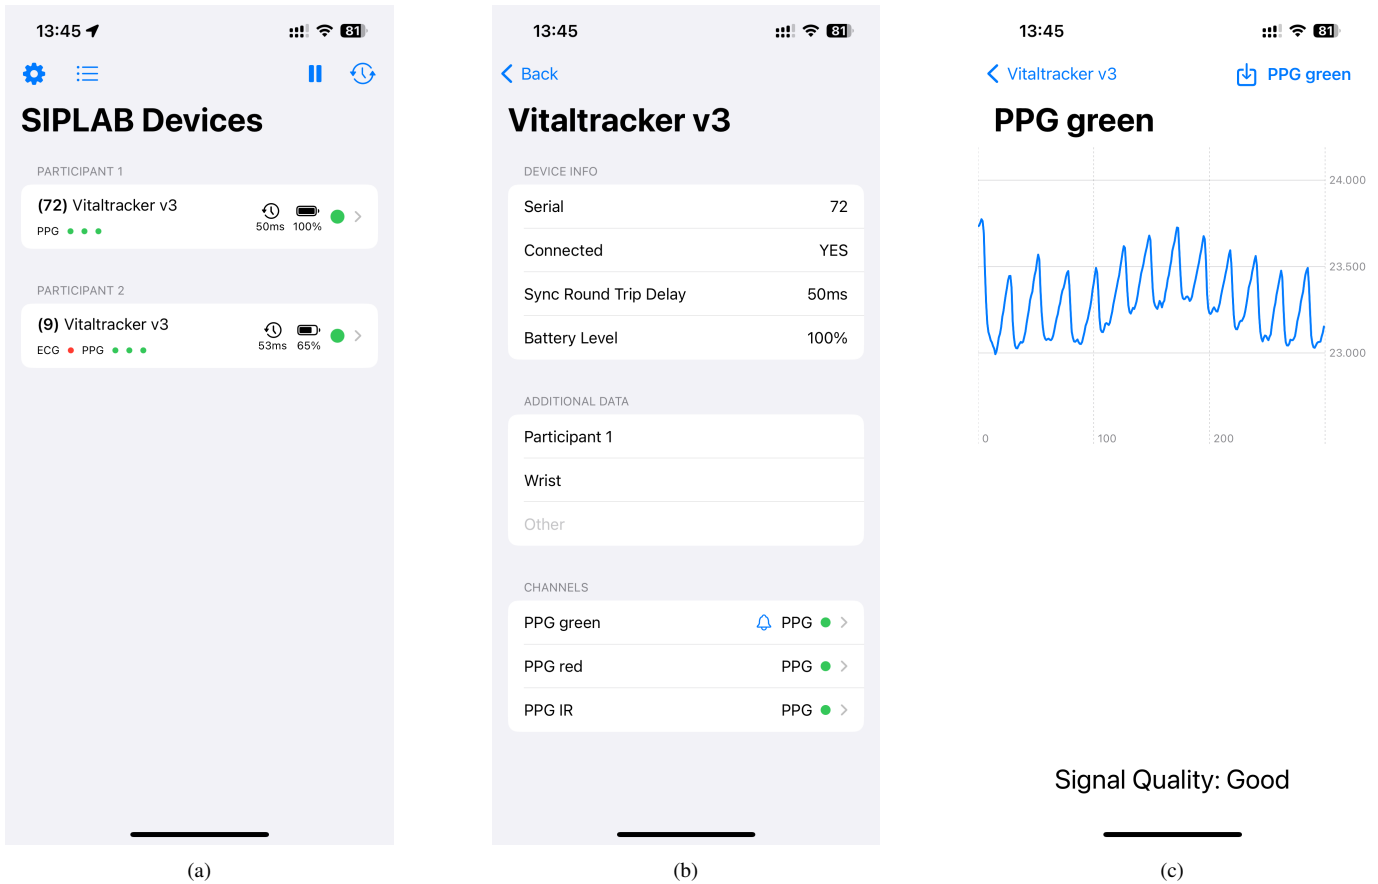 13:45
81
SIPLAB Devices
PARTICIPANT 1
(72) Vitaltracker v3
PPG
50ms
100%
PARTICIPANT 2
(9) Vitaltracker v3
ECG PPG
53ms
65%
(a)
13:45
81
Back
Vitaltracker v3
DEVICE INFO
Serial 72
Connected YES
Sync Round Trip Delay 50ms
Battery Level 100%
ADDITIONAL DATA
Participant 1
Wrist
Other
CHANNELS
PPG green PPG
PPG red PPG
PPG IR PPG
(b)
13:45
81
Vitaltracker v3 PPG green
PPG green
24.000
23.500
23.000
0 100 200
Signal Quality: Good
(c)